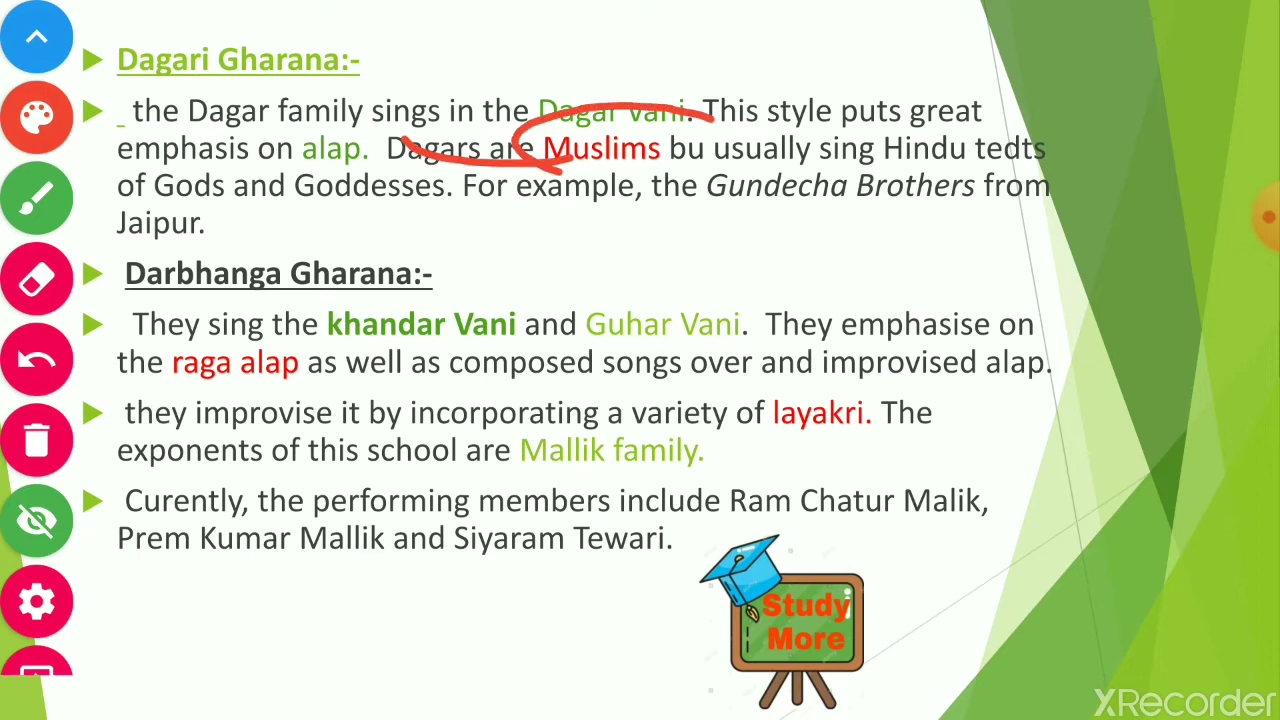 Dagari Gharana:-
the Dagar family sings in the Dagar Vani. This style puts great
emphasis on alap. Dagars are Muslims bu usually sing Hindu tedts
of Gods and Goddesses. For example, the Gundecha Brothers from
Jaipur.
Darbhanga Gharana:-
They sing the khandar Vani and Guhar Vani. They emphasise on
the raga alap as well as composed songs over and improvised alap.
they improvise it by incorporating a variety of layakri. The
exponents of this school are Mallik family.
Curently, the performing members include Ram Chatur Malik,
Prem Kumar Mallik and Siyaram Tewari.
Study
More
XRecorder